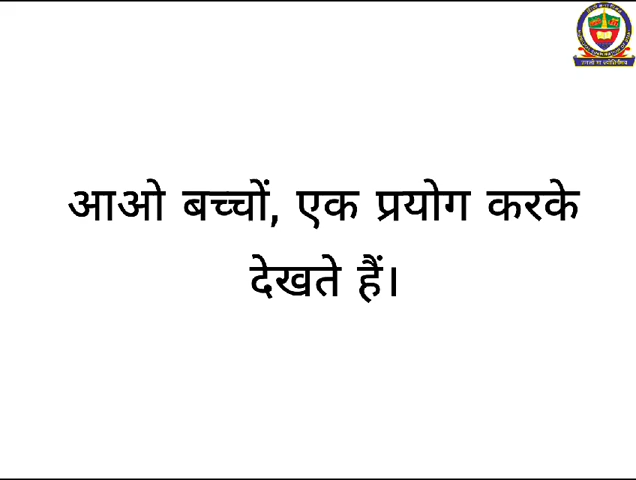 आओ बच्चों, एक प्रयोग करके
देखते हैं।